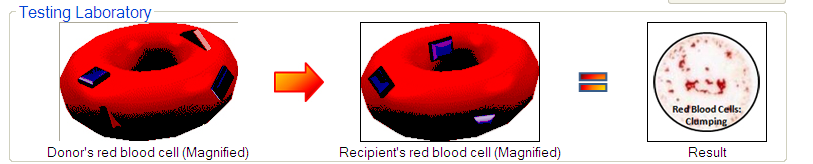 Testing Laboratory
Red Blood Cells:
Clumping
Donor's red blood cell (Magnified)
Recipient's red blood cell (Magnified)
Result